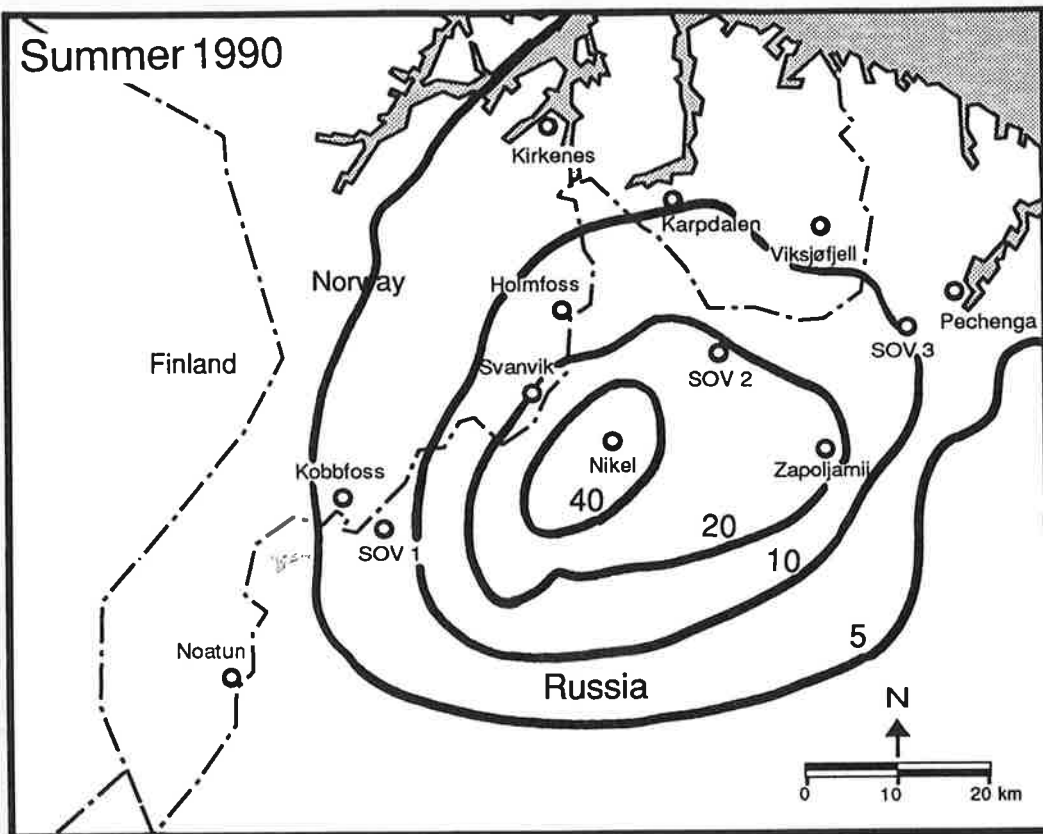 Summer 1990
Kirkenes
Karpdalen
Viksjøfjell
Norway
Holmfoss
Pechenga
SOV 3
Finland
Svanvik
SOV 2
Nikel
Zapoljarnij
Kobbfoss
40
20
SOV 1
10
5
Noatun
Russia
N
0 10 20 km